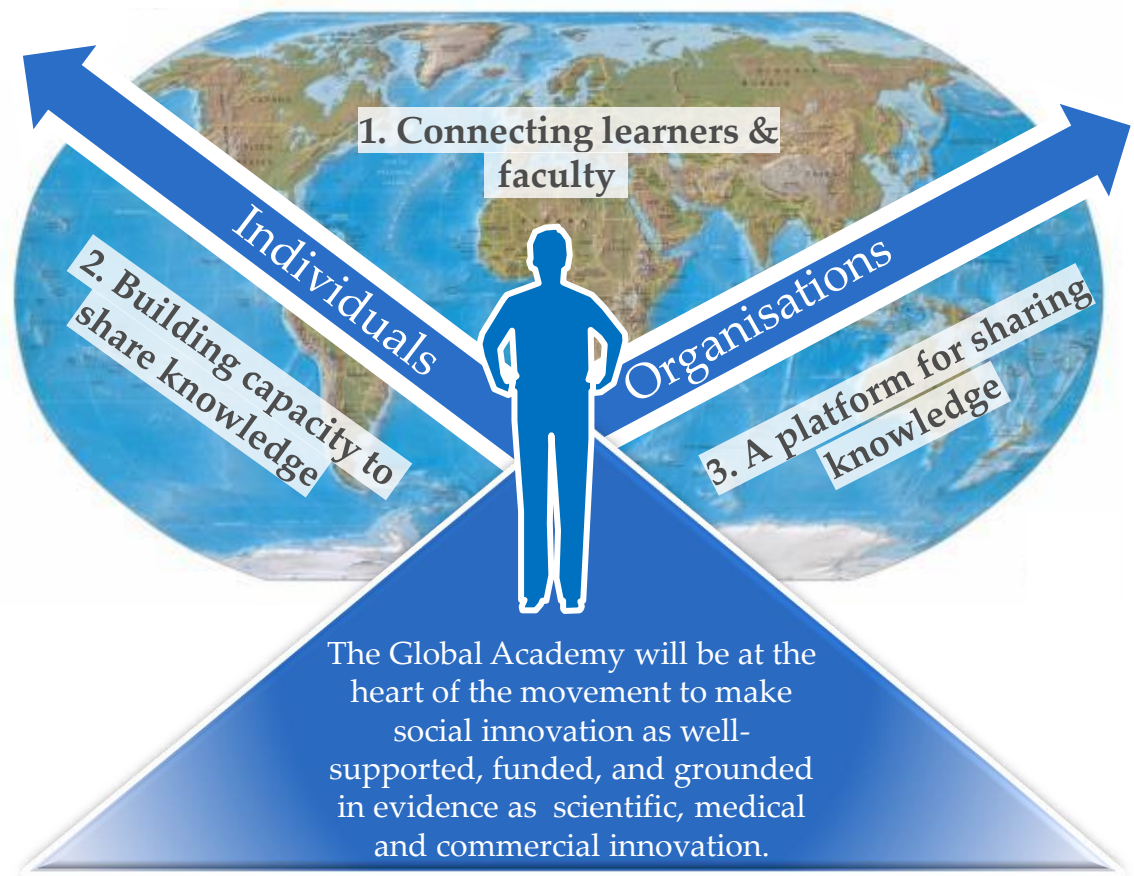 1. Connecting learners &
faculty
Individuals
Organisations
2. Building capacity to
share knowledge
3. A platform for sharing
knowledge
The Global Academy will be at the
heart of the movement to make
social innovation as well-
supported, funded, and grounded
in evidence as scientific, medical
and commercial innovation.